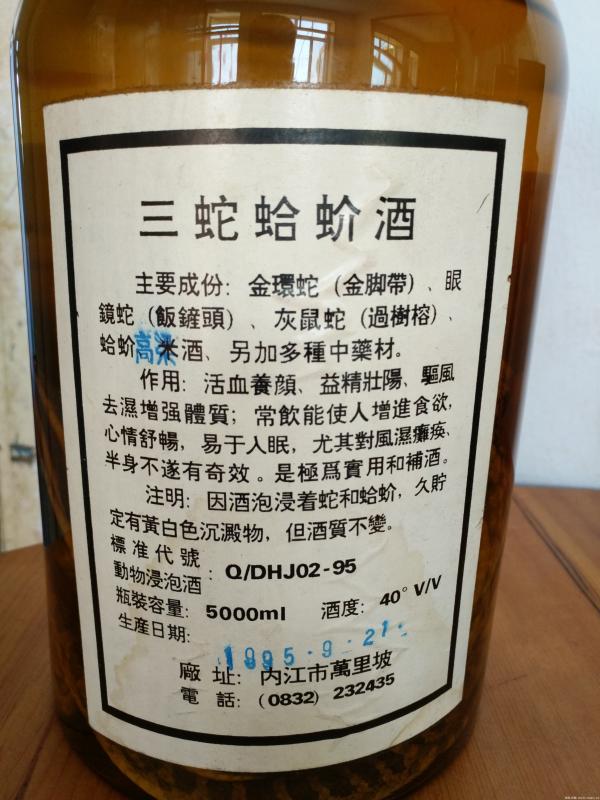 三蛇蛤蚧酒
主要成份：金環蛇（金脚帶）、眼
鏡蛇（飯鏟頭）、灰鼠蛇（過樹榕）、
蛤蚧高粱米酒、另加多種中藥材。
作用：活血養顔、益精壯陽、驅風
去濕增强體質；常飲能使人增進食欲，
心情舒暢，易于入眠，尤其對風濕癱痪、
半身不遂有奇效。是極爲實用和補酒。
注明：因酒泡浸着蛇和蛤蚧，久貯
定有黃白色沉澱物，但酒質不變。
標准代號
動物浸泡酒：Q/DHJ02-95
瓶裝容量：5000ml 酒度：40° V/V
生產日期：
1995·9·21·
廠址：内江市萬里坡
電話：(0832) 232435